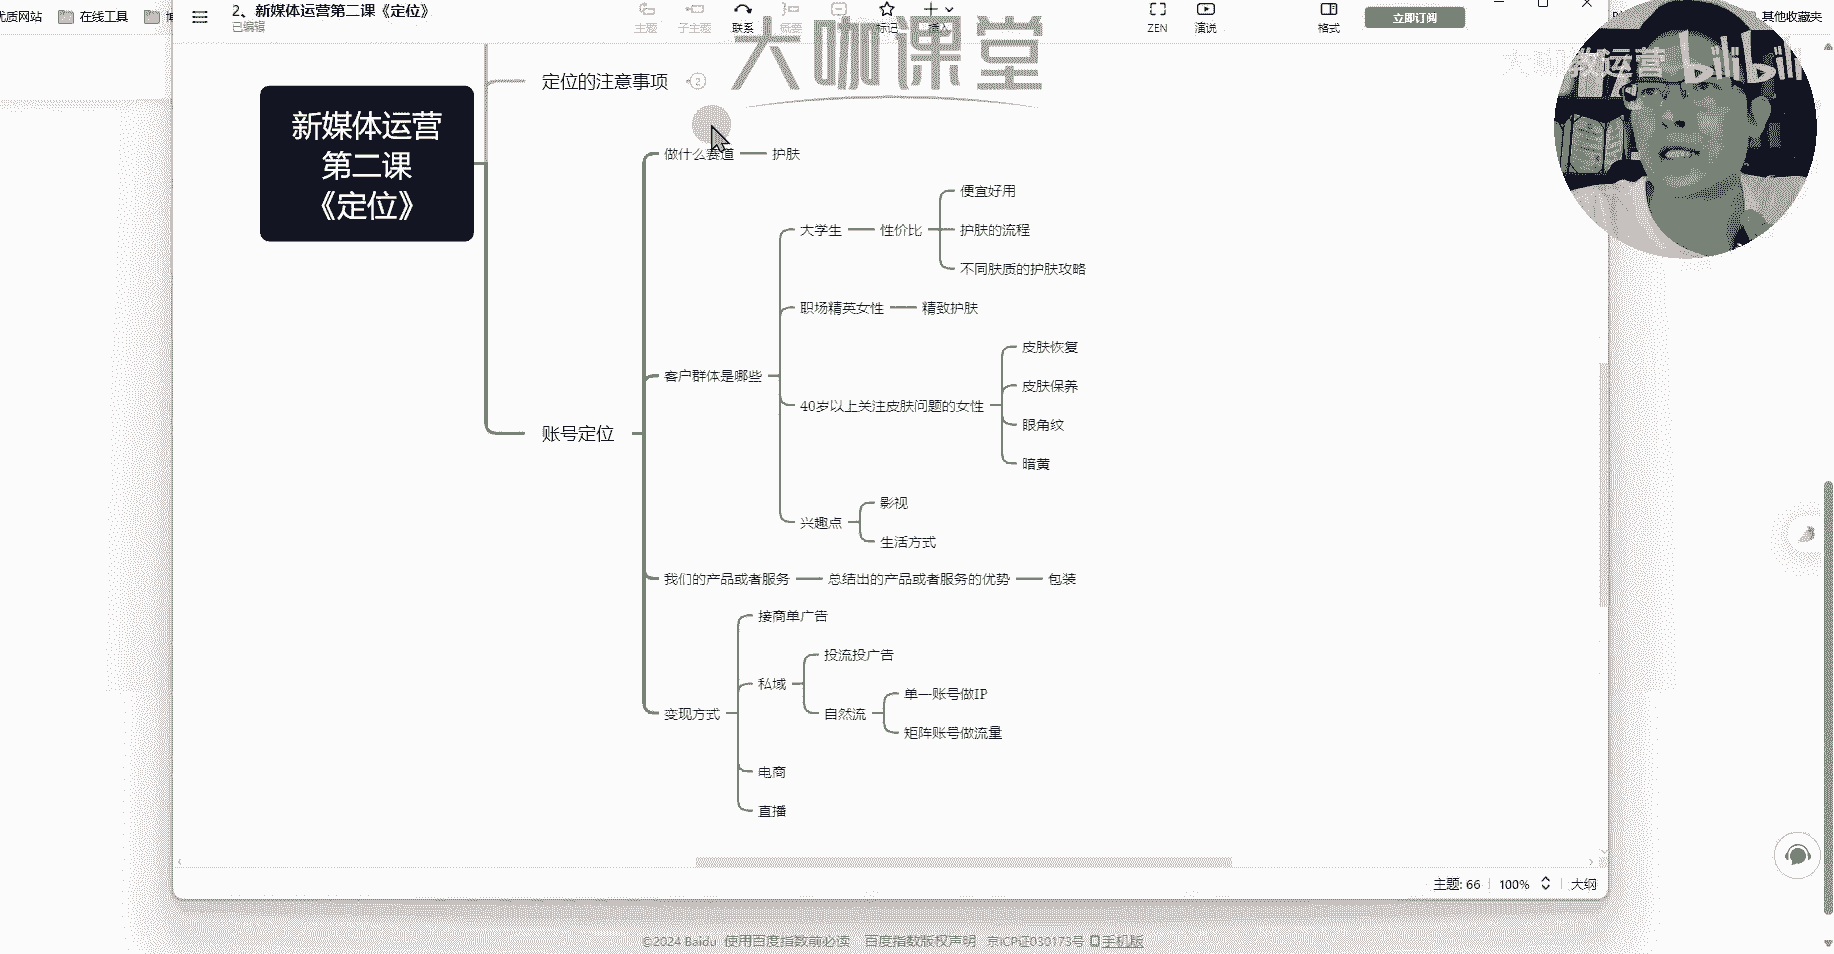 优质网站
在线工具
其他收藏夹
2、新媒体运营第二课《定位》
已编辑
主题
子主题
联系
概要
标记
ZEN
演说
格式
立即订阅
大咖课堂
教运营
bilibili
新媒体运营
第二课
《定位》
定位的注意事项
2
账号定位
做什么赛道
护肤
客户群体是哪些
大学生
性价比
便宜好用
护肤的流程
不同肤质的护肤攻略
职场精英女性
精致护肤
40岁以上关注皮肤问题的女性
皮肤恢复
皮肤保养
眼角纹
暗黄
兴趣点
影视
生活方式
我们的产品或者服务
总结出的产品或者服务的优势
包装
变现方式
接商单广告
私域
投流投广告
自然流
单一账号做IP
矩阵账号做流量
电商
直播
主题: 66
100%
大纲
©2024 Baidu 使用百度指数前必读 百度指数版权声明 京ICP证030173号 手机版